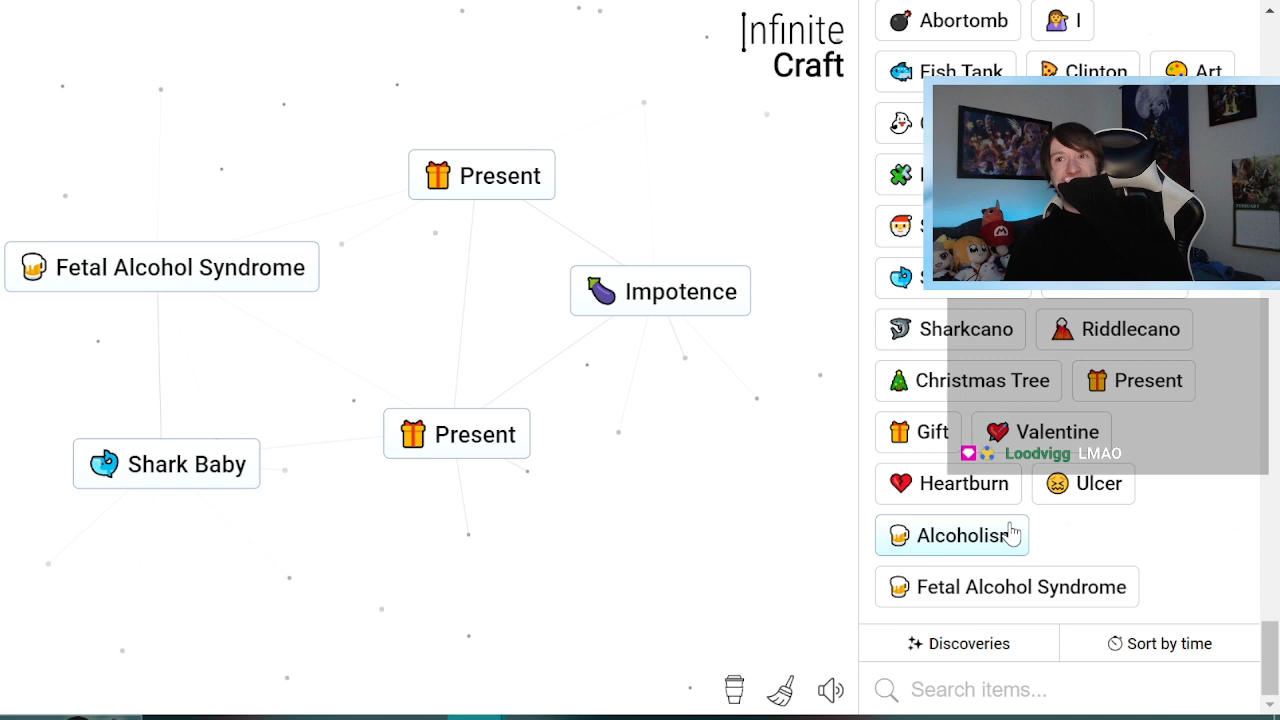 Infinite
Craft
Present
Fetal Alcohol Syndrome
Impotence
Present
Shark Baby
Abortomb
I
Fish Tank
Clinton
Art
Sharkcano
Riddlecano
Christmas Tree
Present
Gift
Valentine
Loodvigg LMAO
Heartburn
Ulcer
Alcoholism
Fetal Alcohol Syndrome
Discoveries
Sort by time
Search items...